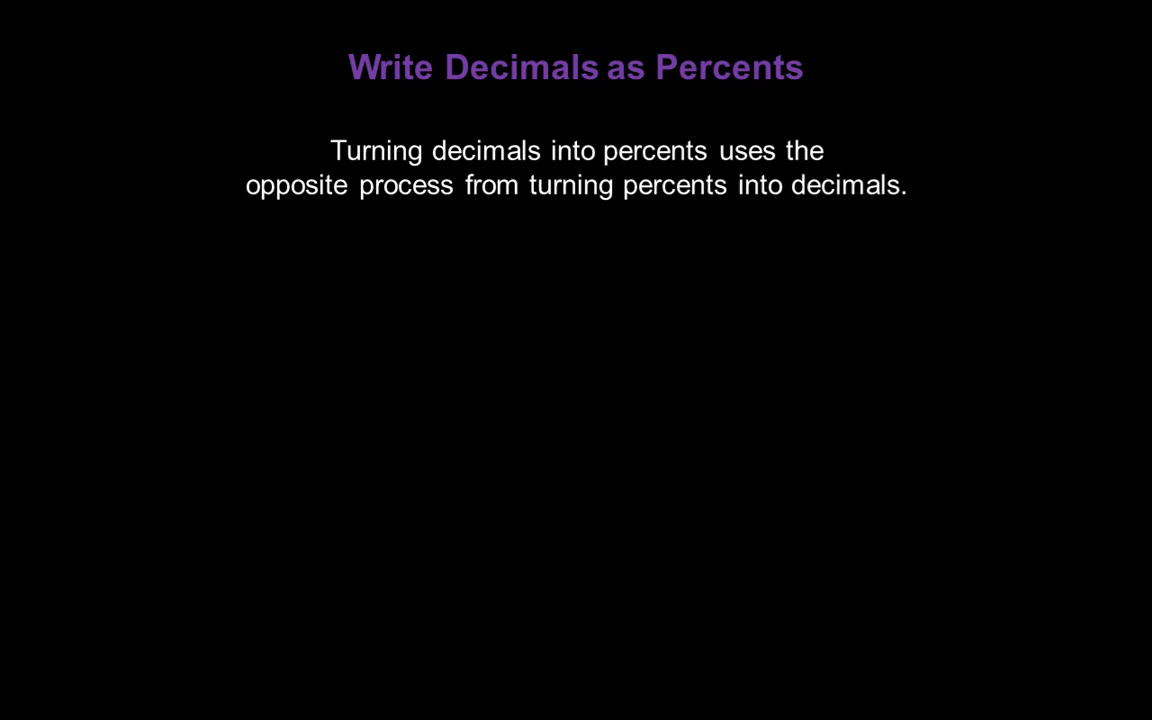 Write Decimals as Percents
Turning decimals into percents uses the
opposite process from turning percents into decimals.